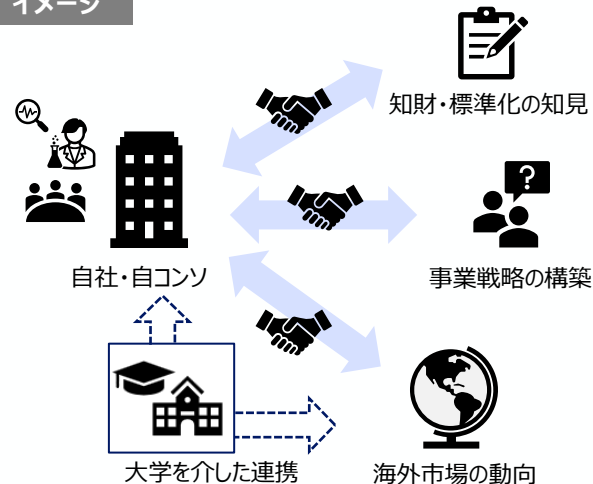 イメージ
知財・標準化の知見
自社・自コンソ
事業戦略の構築
大学を介した連携
海外市場の動向
?